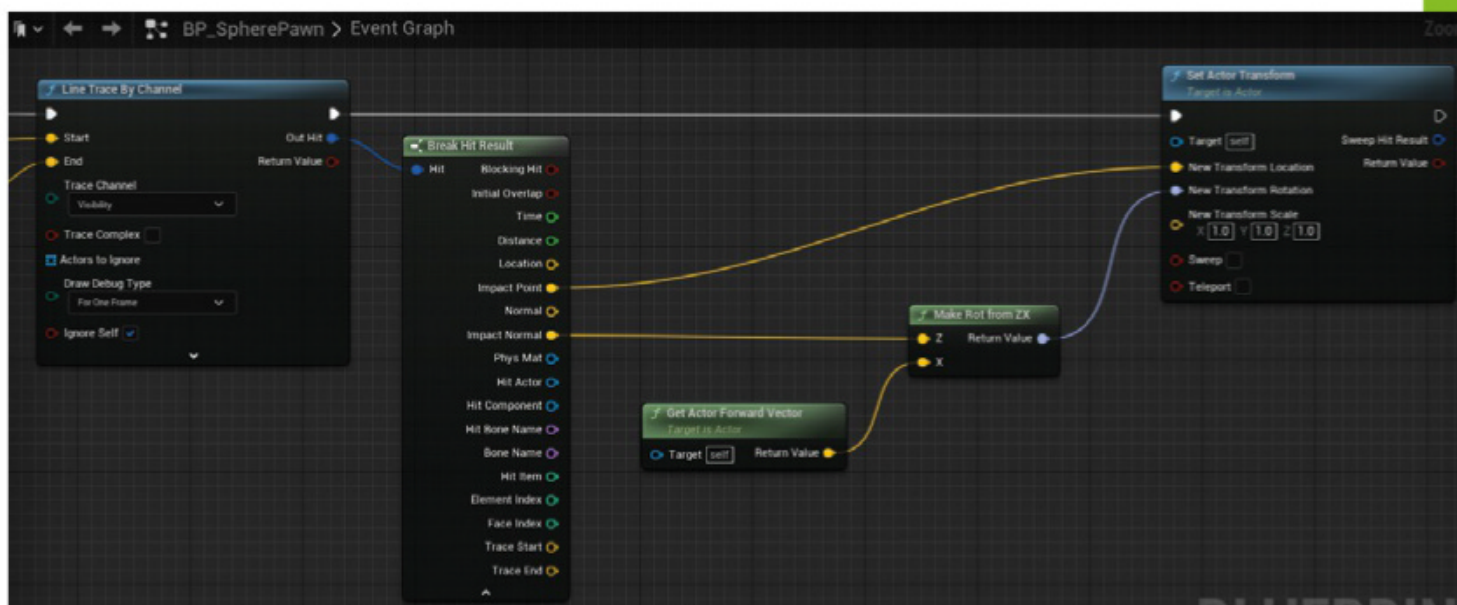 BP_SpherePawn > Event Graph
Line Trace By Channel
Start
Out Hit
End
Return Value
Trace Channel
Visibility
Trace Complex
Actors to Ignore
Draw Debug Type
For One Frame
Ignore Self
Break Hit Result
Hit
Blocking Hit
Initial Overlap
Time
Distance
Location
Impact Point
Normal
Impact Normal
Phys Mat
Hit Actor
Hit Component
Hit Bone Name
Bone Name
Hit Item
Element Index
Face Index
Trace Start
Trace End
Get Actor Forward Vector
Target is Actor
Target self
Return Value
Make Rot from ZX
Z
Return Value
X
Set Actor Transform
Target is Actor
Target self
Sweep Hit Result
New Transform Location
Return Value
New Transform Rotation
New Transform Scale
X 1.0 Y 1.0 Z 1.0
Sweep
Teleport